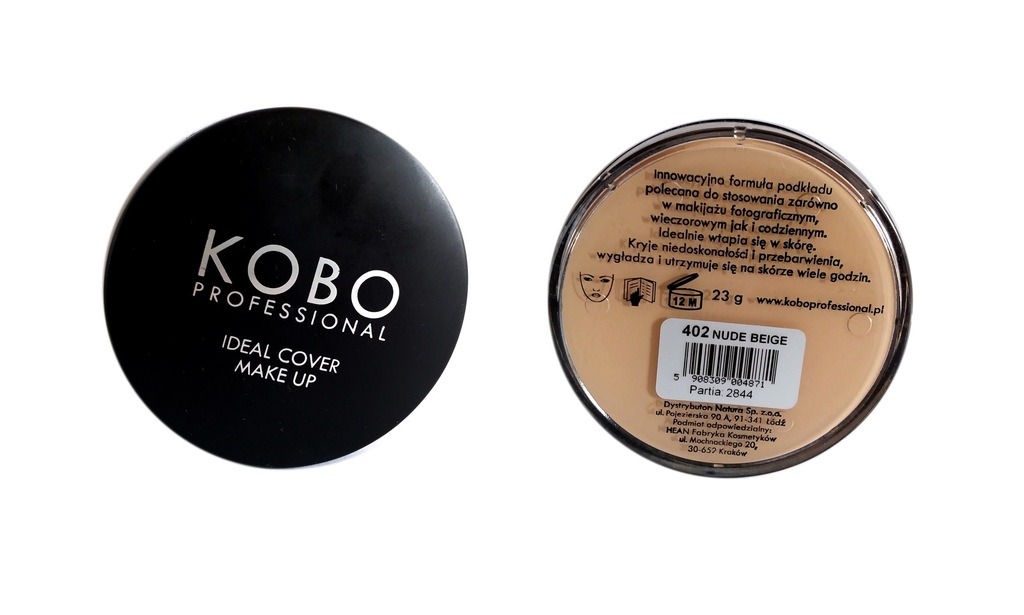 KOBO
PROFESSIONAL
IDEAL COVER
MAKE UP
Innowacyjna formuła podkładu
polecana do stosowania zarówno
w makijażu fotograficznym,
wieczorowym jak i codziennym.
Idealnie wtapia się w skórę.
Kryje niedoskonałości i przebarwienia,
wygładza i utrzymuje się na skórze wiele godzin.
12 M 23 g www.koboprofessional.pl
402 NUDE BEIGE
5 908309 004871
Partia: 2844
Dystrybutor: Natura Sp. z.o.o.
ul. Pojezierska 90 A, 91-341 Łódź
Podmiot odpowiedzialny:
HEAN Fabryka Kosmetyków
ul. Mochnackiego 20,
30-652 Kraków